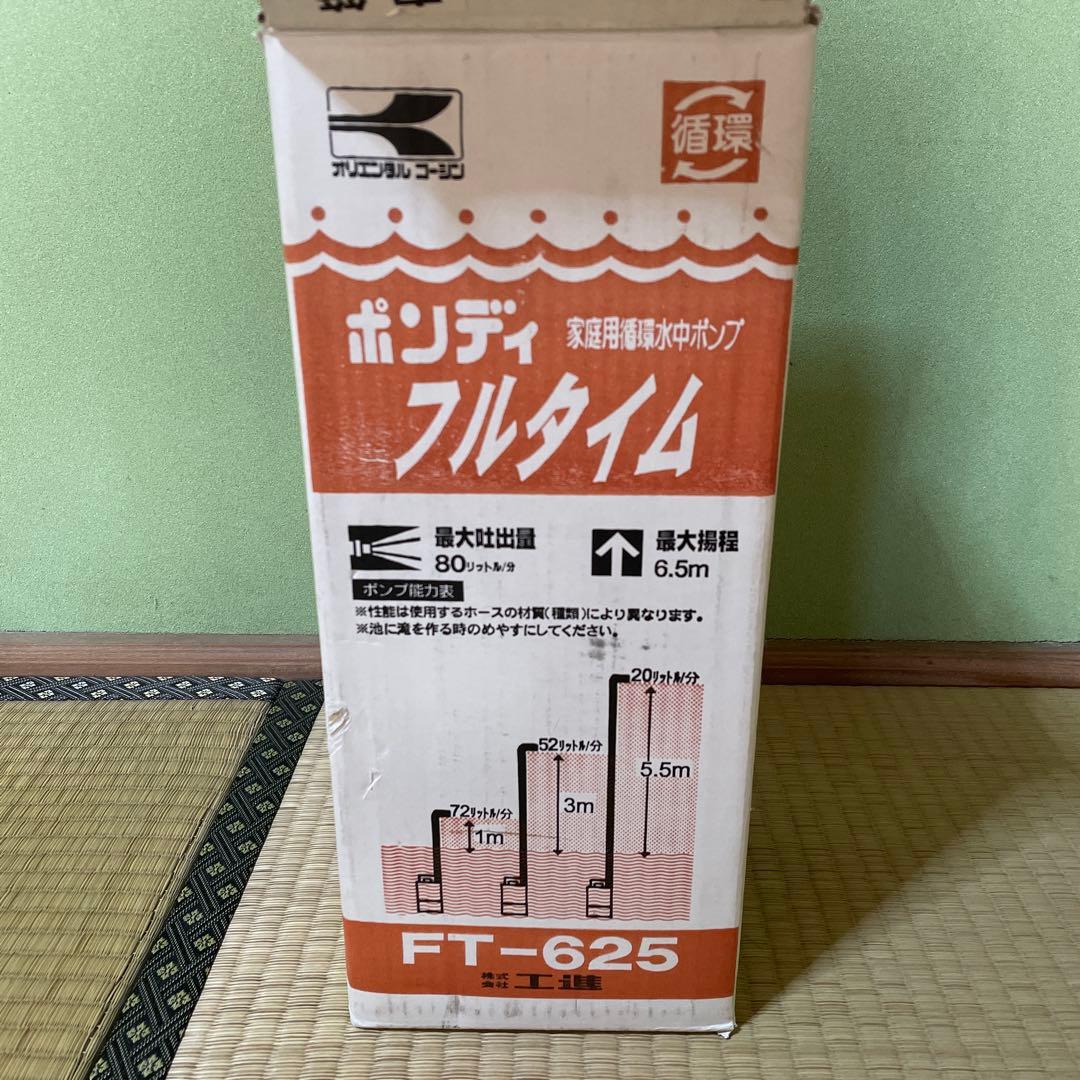 オリエンタル コーシン
循環
ポンディ
家庭用循環水中ポンプ
フルタイム
最大吐出量
80リットル/分
最大揚程
6.5m
ポンプ能力表
※性能は使用するホースの材質(種類)により異なります。
※池に滝を作る時のめやすにしてください。
20リットル/分
5.5m
52リットル/分
3m
72リットル/分
1m
FT-625
株式会社 工進